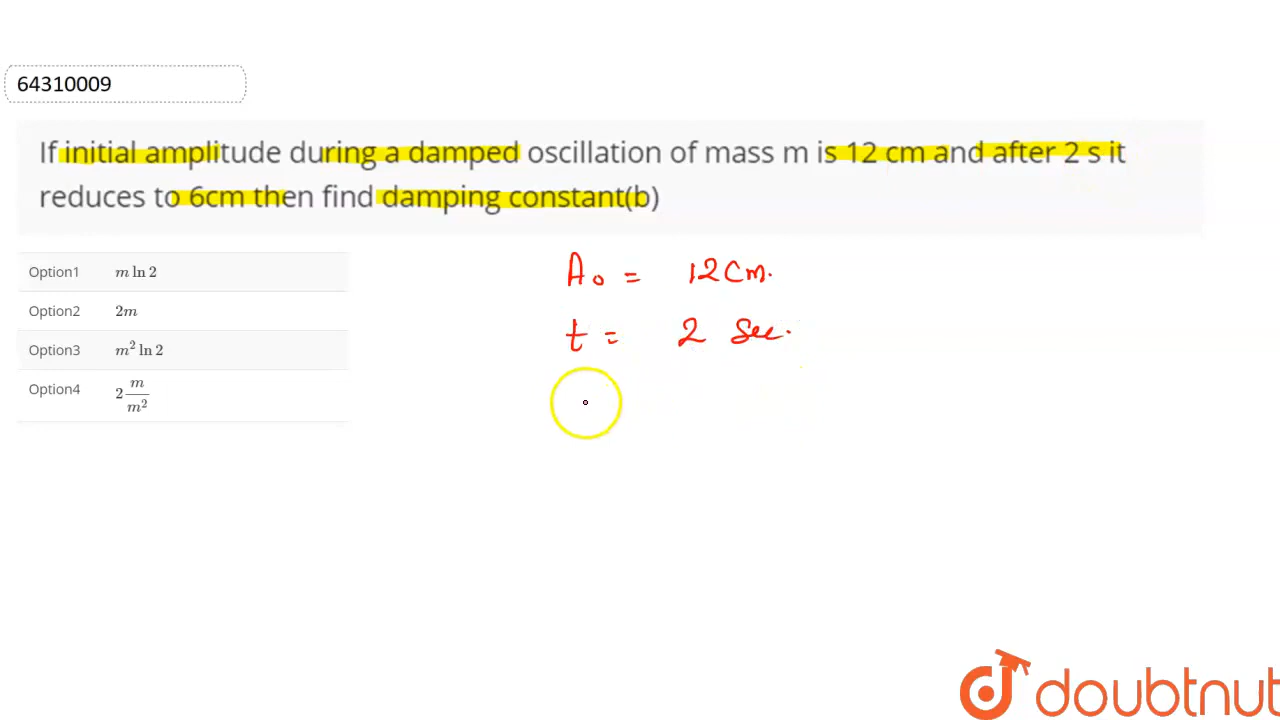 64310009
If initial amplitude during a damped oscillation of mass m is 12 cm and after 2 s it
reduces to 6cm then find damping constant(b)
Option1 m ln 2
Option2 2m
Option3 m² ln 2
Option4 2 m/m²
A₀ = 12 Cm.
t = 2 Sec.
doubtnut